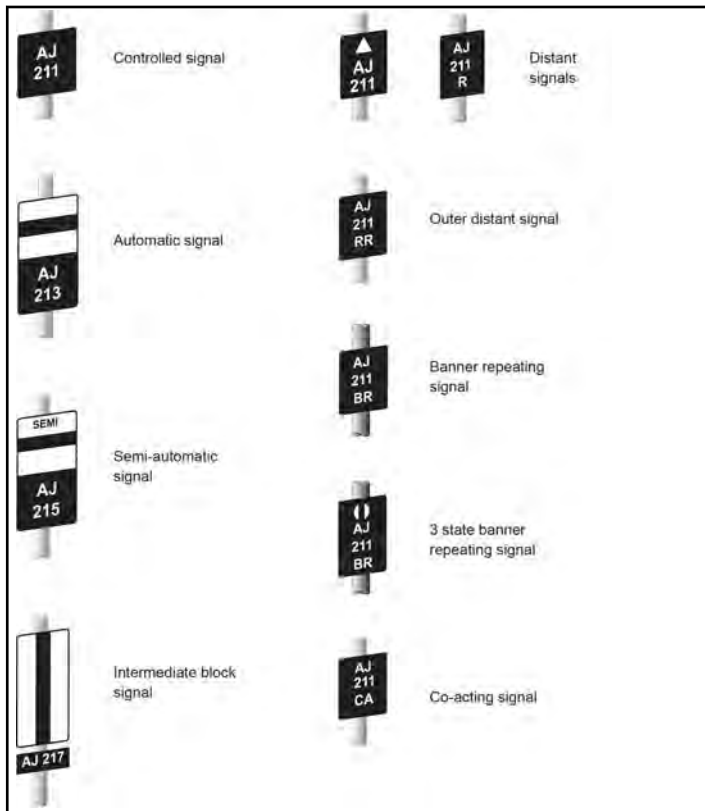 AJ
211
Controlled signal
AJ
213
Automatic signal
SEMI
AJ
215
Semi-automatic
signal
AJ 217
Intermediate block
signal
AJ
211
AJ
211
R
Distant
signals
AJ
211
RR
Outer distant signal
AJ
211
BR
Banner repeating
signal
AJ
211
BR
3 state banner
repeating signal
AJ
211
CA
Co-acting signal